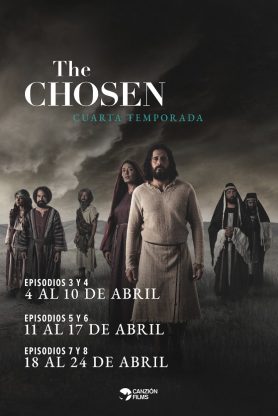 The
CHOSEN
CUARTA TEMPORADA
EPISODIOS 3 Y 4
4 AL 10 DE ABRIL
EPISODIOS 5 Y 6
11 AL 17 DE ABRIL
EPISODIOS 7 Y 8
18 AL 24 DE ABRIL
CANZIÓN
FILMS